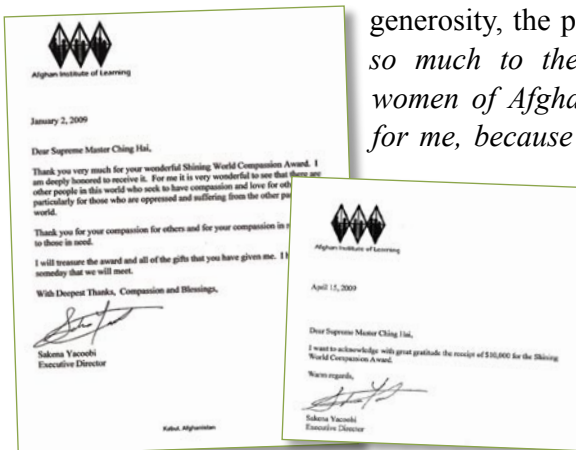 generosity, the p
so much to the
women of Afgha
for me, because
Afghan Institute of Learning
January 2, 2009
Dear Supreme Master Ching Hai,
Thank you very much for your wonderful Shining World Compassion Award. I
am deeply honored to receive it. For me it is very wonderful to see that there are
other people in this world who seek to have compassion and love for oth
particularly for those who are oppressed and suffering from the other pa
world.
Thank you for your compassion for others and for your compassion in r
to those in need.
I will treasure the award and all of the gifts that you have given me. I h
someday that we will meet.
With Deepest Thanks, Compassion and Blessings,
Sakena Yacoobi
Executive Director
Kabul, Afghanistan
Afghan Institute of Learning
April 15, 2009
Dear Supreme Master Ching Hai,
I want to acknowledge with great gratitude the receipt of $10,000 for the Shining
World Compassion Award.
Warm regards,
Sakena Yacoobi
Executive Director